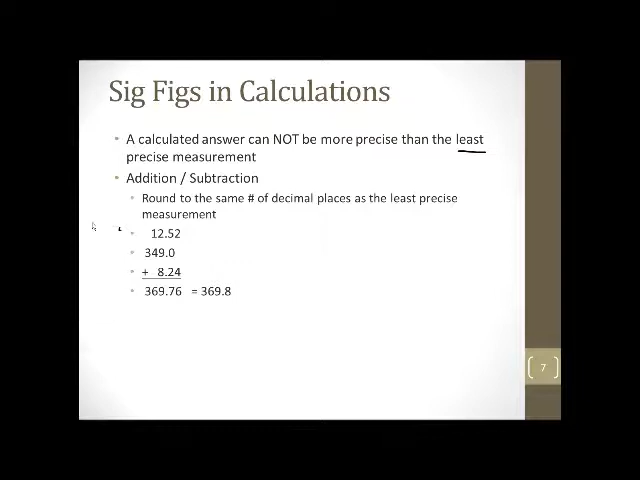 Sig Figs in Calculations
• A calculated answer can NOT be more precise than the least
precise measurement
• Addition / Subtraction
• Round to the same # of decimal places as the least precise
measurement
• 12.52
• 349.0
• + 8.24
• 369.76 = 369.8
7